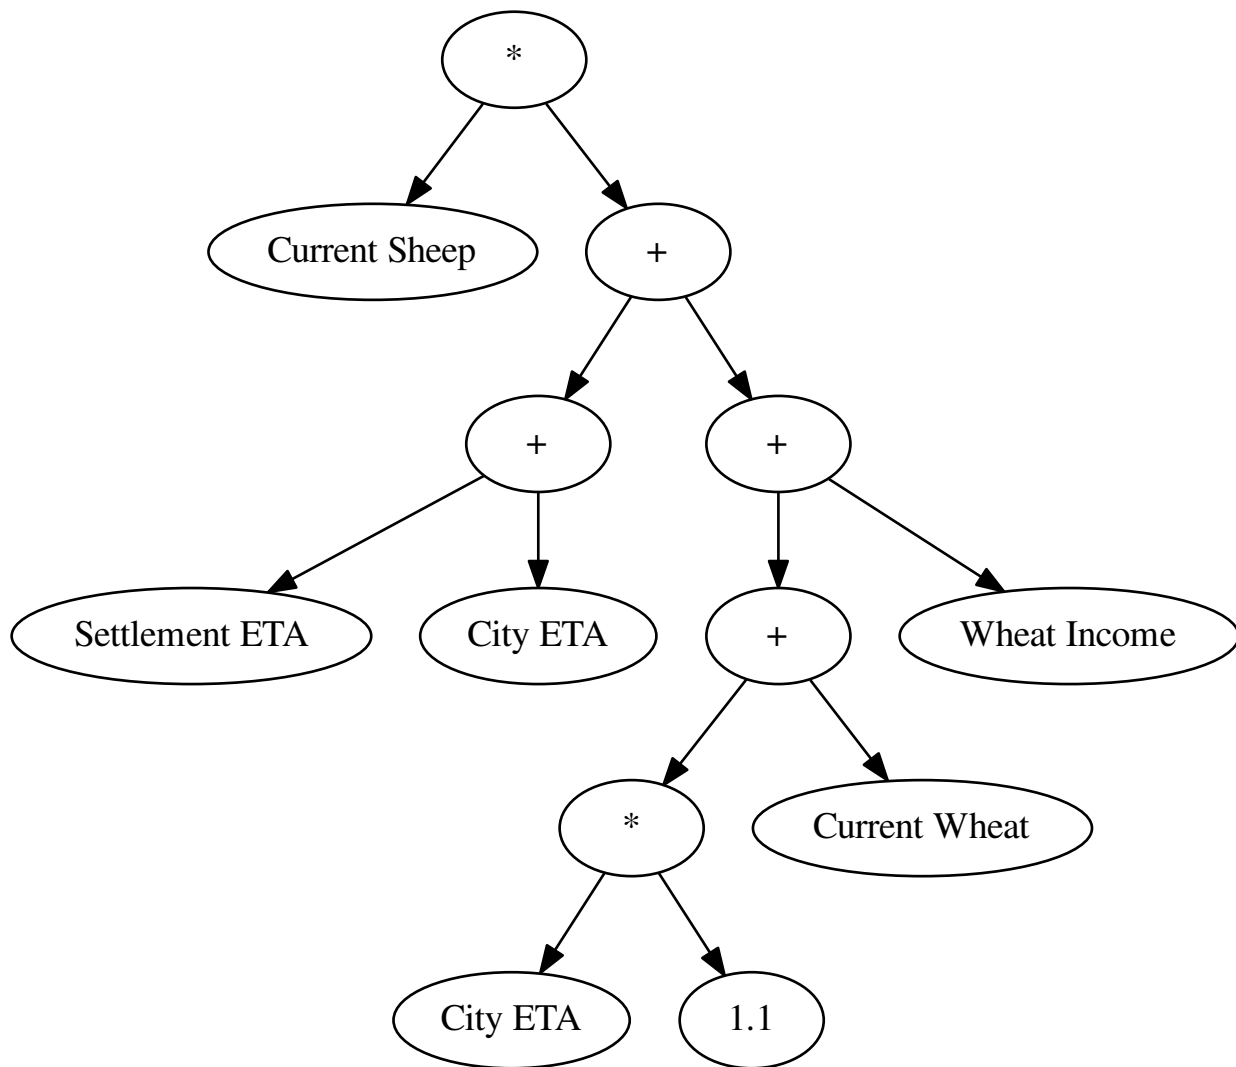 *
Current Sheep
+
+
+
Settlement ETA
City ETA
+
Wheat Income
*
Current Wheat
City ETA
1.1